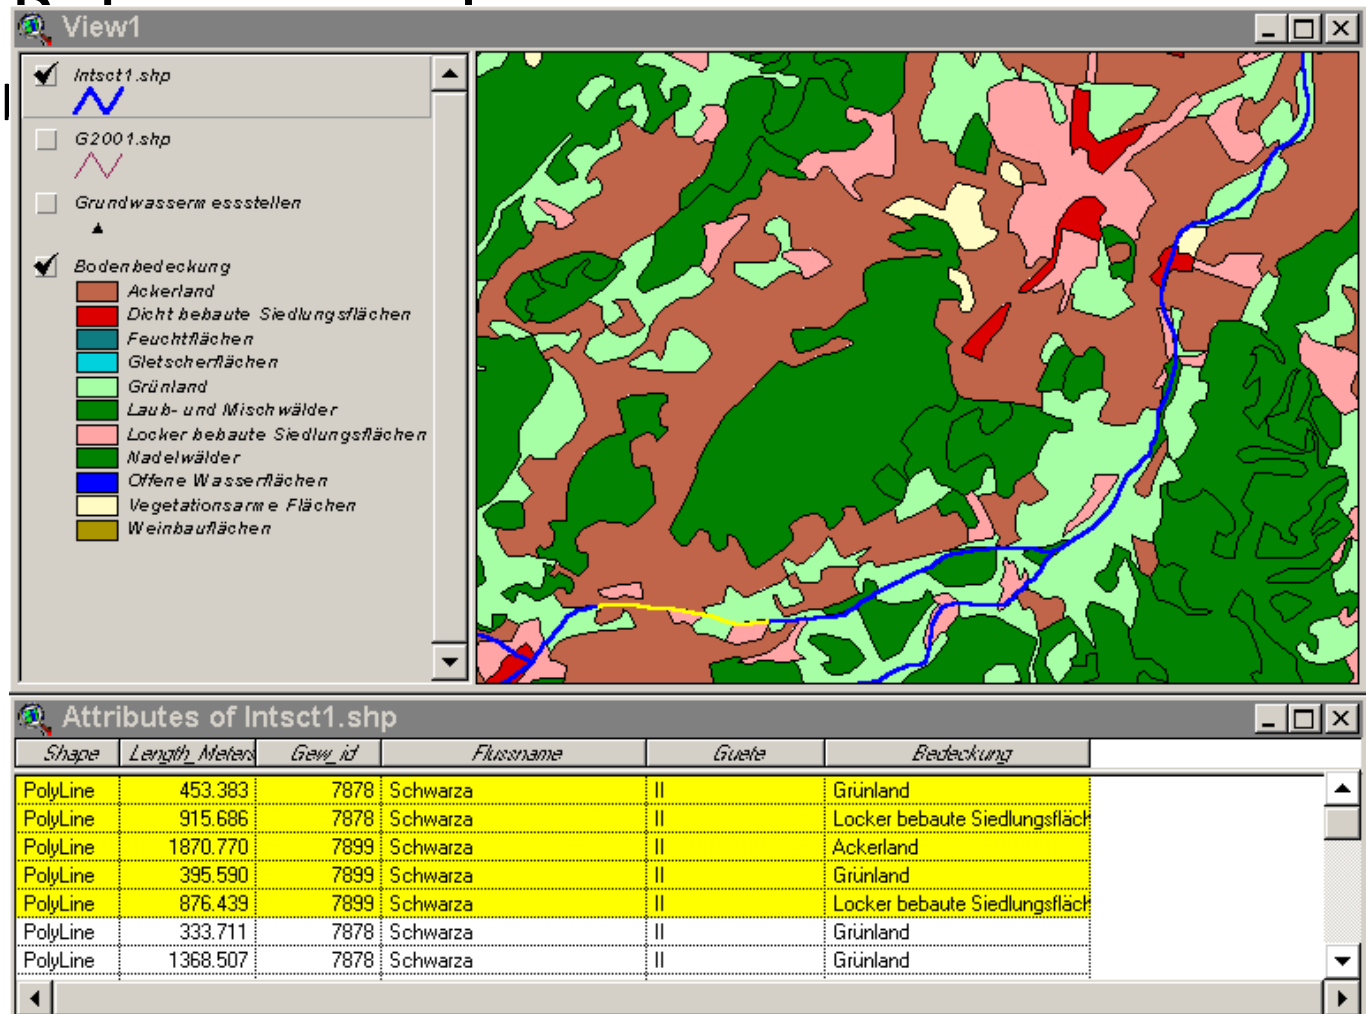 View1
Intsct1.shp
G2001.shp
Grundwassermessstellen
Bodenbedeckung
Ackerland
Dicht bebaute Siedlungsflächen
Feuchtflächen
Gletscherflächen
Grünland
Laub- und Mischwälder
Locker bebaute Siedlungsflächen
Nadelwälder
Offene Wasserflächen
Vegetationsarme Flächen
Weinbauflächen
Attributes of Intsct1.shp
Shape Length_Meters Gew_id Flussname Guete Bedeckung
PolyLine 453.383 7878 Schwarza II Grünland
PolyLine 915.686 7878 Schwarza II Locker bebaute Siedlungsfläch
PolyLine 1870.770 7899 Schwarza II Ackerland
PolyLine 395.590 7899 Schwarza II Grünland
PolyLine 876.439 7899 Schwarza II Locker bebaute Siedlungsfläch
PolyLine 333.711 7878 Schwarza II Grünland
PolyLine 1368.507 7878 Schwarza II Grünland